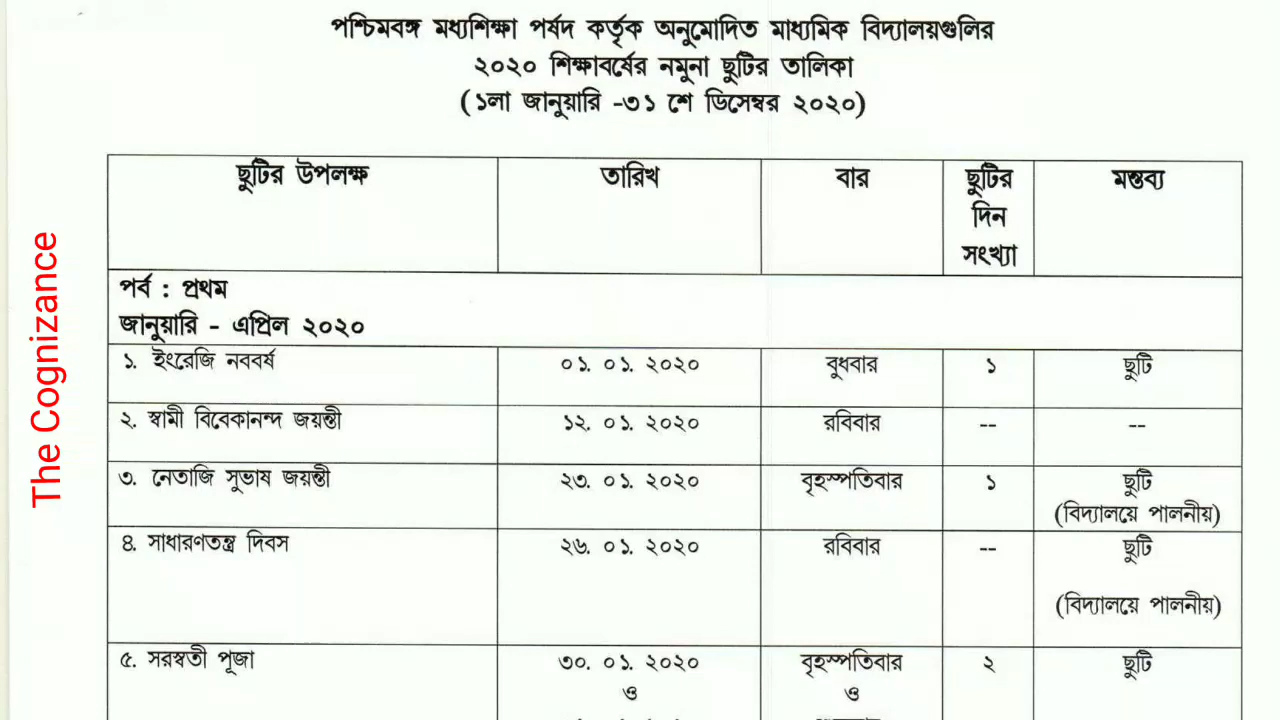 পশ্চিমবঙ্গ মধ্যশিক্ষা পর্ষদ কর্তৃক অনুমোদিত মাধ্যমিক বিদ্যালয়গুলির
২০২০ শিক্ষাবর্ষের নমুনা ছুটির তালিকা
(১লা জানুয়ারি -৩১ শে ডিসেম্বর ২০২০)
ছুটির উপলক্ষ তারিখ বার ছুটির মন্তব্য
দিন
সংখ্যা
পর্ব : প্রথম
জানুয়ারি - এপ্রিল ২০২০
১. ইংরেজি নববর্ষ ০১. ০১. ২০২০ বুধবার ১ ছুটি
২. স্বামী বিবেকানন্দ জয়ন্তী ১২. ০১. ২০২০ রবিবার -- --
৩. নেতাজি সুভাষ জয়ন্তী ২৩. ০১. ২০২০ বৃহস্পতিবার ১ ছুটি
(বিদ্যালয়ে পালনীয়)
৪. সাধারণতন্ত্র দিবস ২৬. ০১. ২০২০ রবিবার -- ছুটি
(বিদ্যালয়ে পালনীয়)
৫. সরস্বতী পূজা ৩০. ০১. ২০২০ বৃহস্পতিবার ২ ছুটি
ও ও
The Cognizance